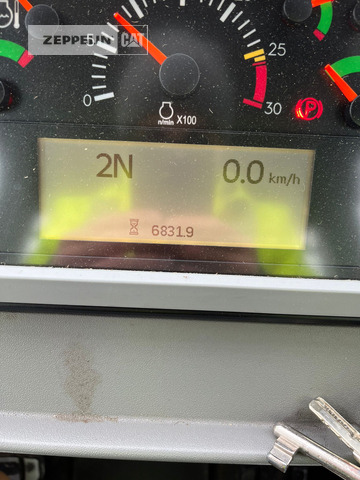 ZEPPELIN CAT
0
25
30
n/min X100
2N 0.0 km/h
6831.9